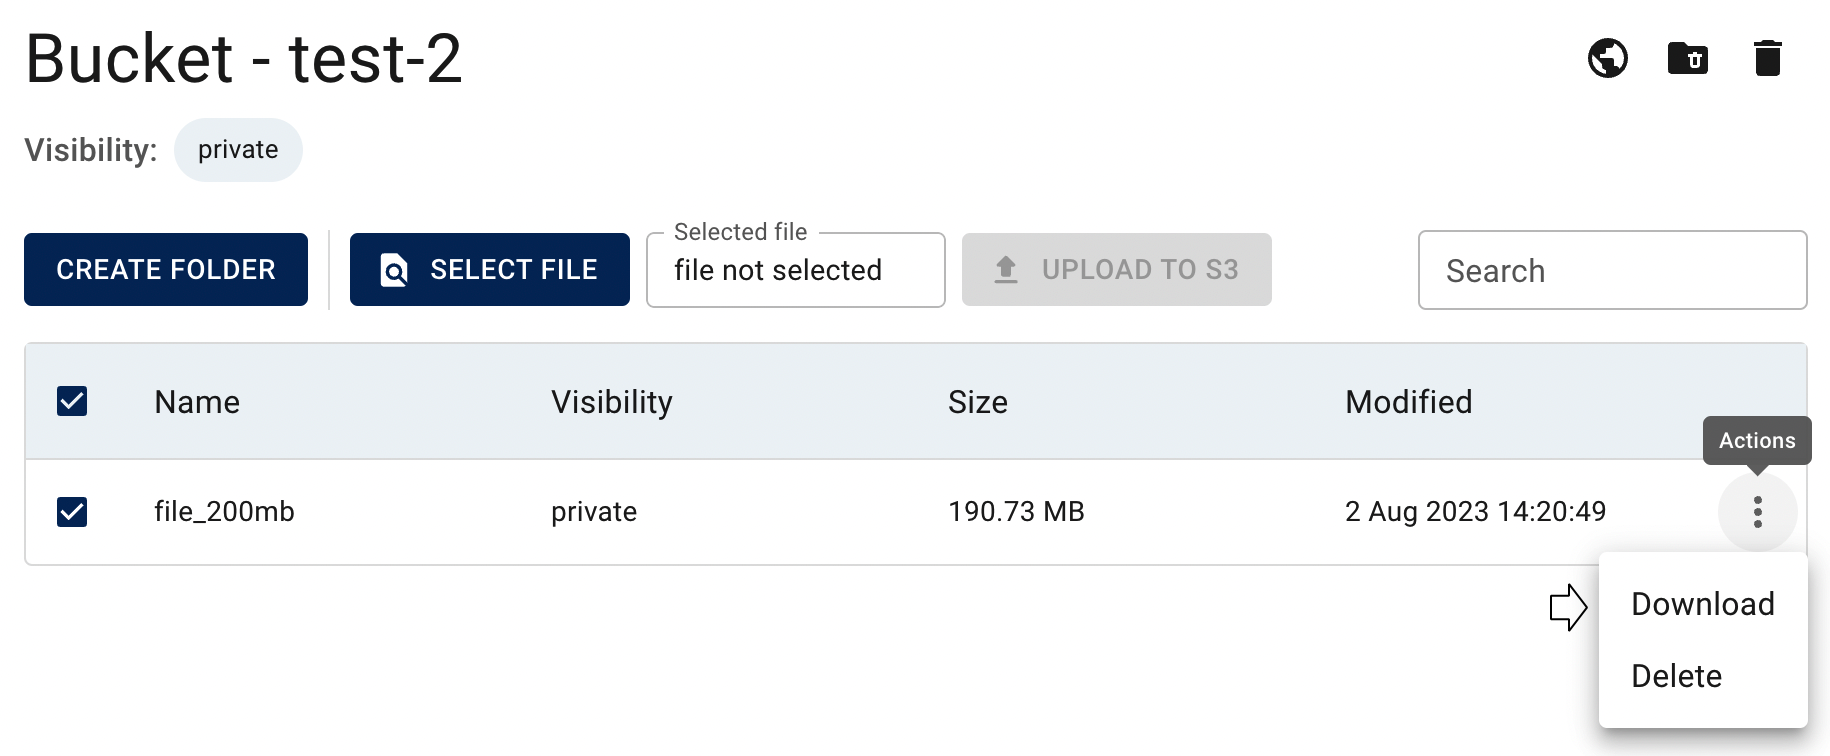 Bucket - test-2
Visibility: private
CREATE FOLDER SELECT FILE Selected file file not selected UPLOAD TO S3 Search
Name Visibility Size Modified
Actions
file_200mb private 190.73 MB 2 Aug 2023 14:20:49
Download
Delete